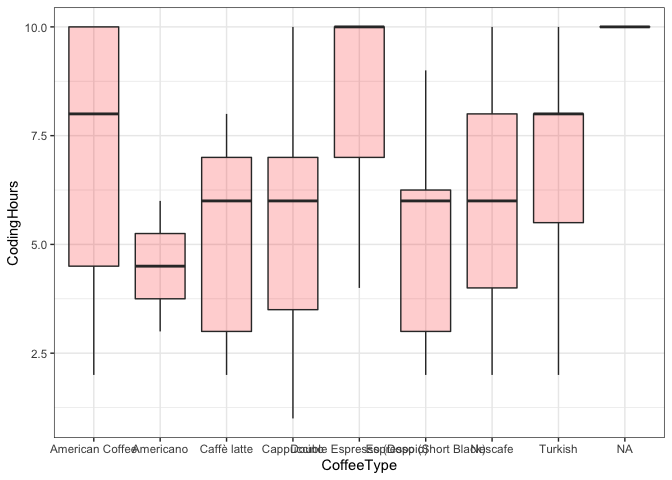 10.0
7.5
5.0
2.5
CodingHours
American Coffee Americano Caffè latte Cappuccino Double Espresso (Doppio) Espresso (Short Black) Nescafe Turkish NA
CoffeeType